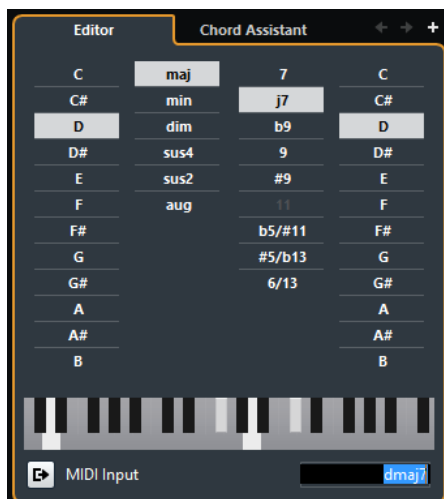 Editor Chord Assistant
C maj 7 C
C# min j7 C#
D dim b9 D
D# sus4 9 D#
E sus2 #9 E
F aug 11 F
F# b5/#11 F#
G #5/b13 G
G# 6/13 G#
A A
A# A#
B B
MIDI Input dmaj7